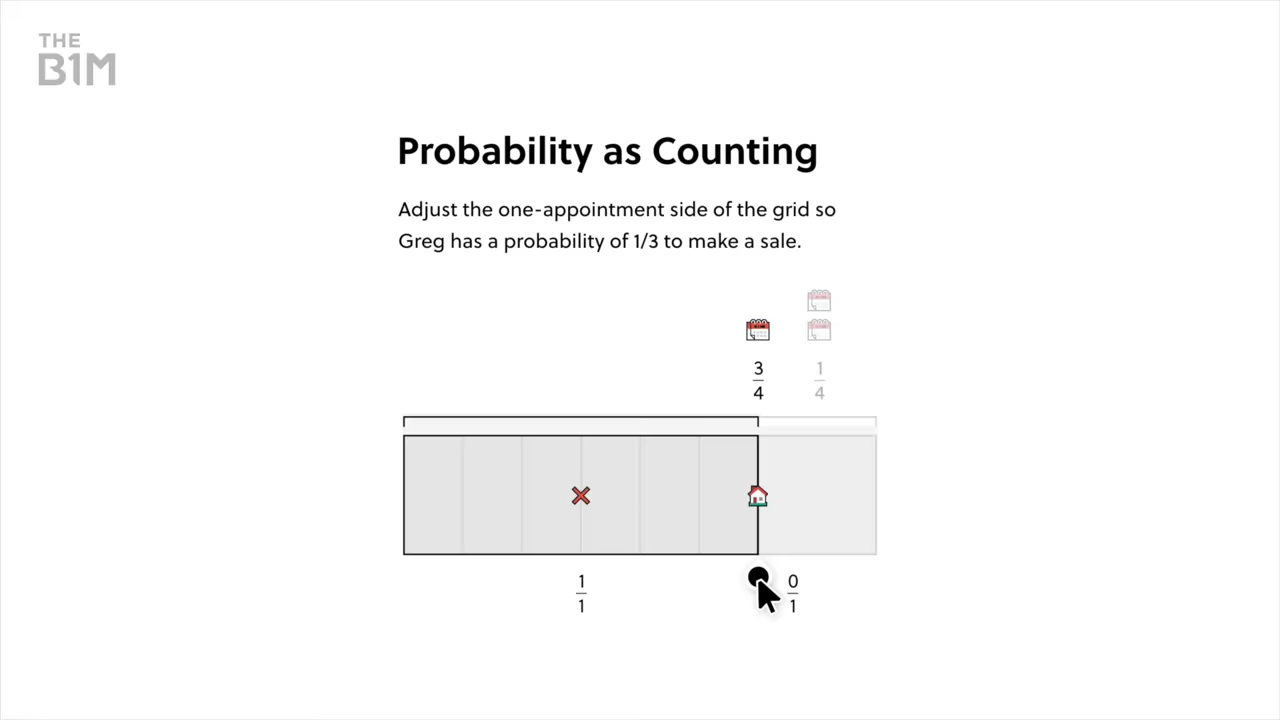 THE
B1M
Probability as Counting
Adjust the one-appointment side of the grid so
Greg has a probability of 1/3 to make a sale.
3 1
4 4
1 0
1 1